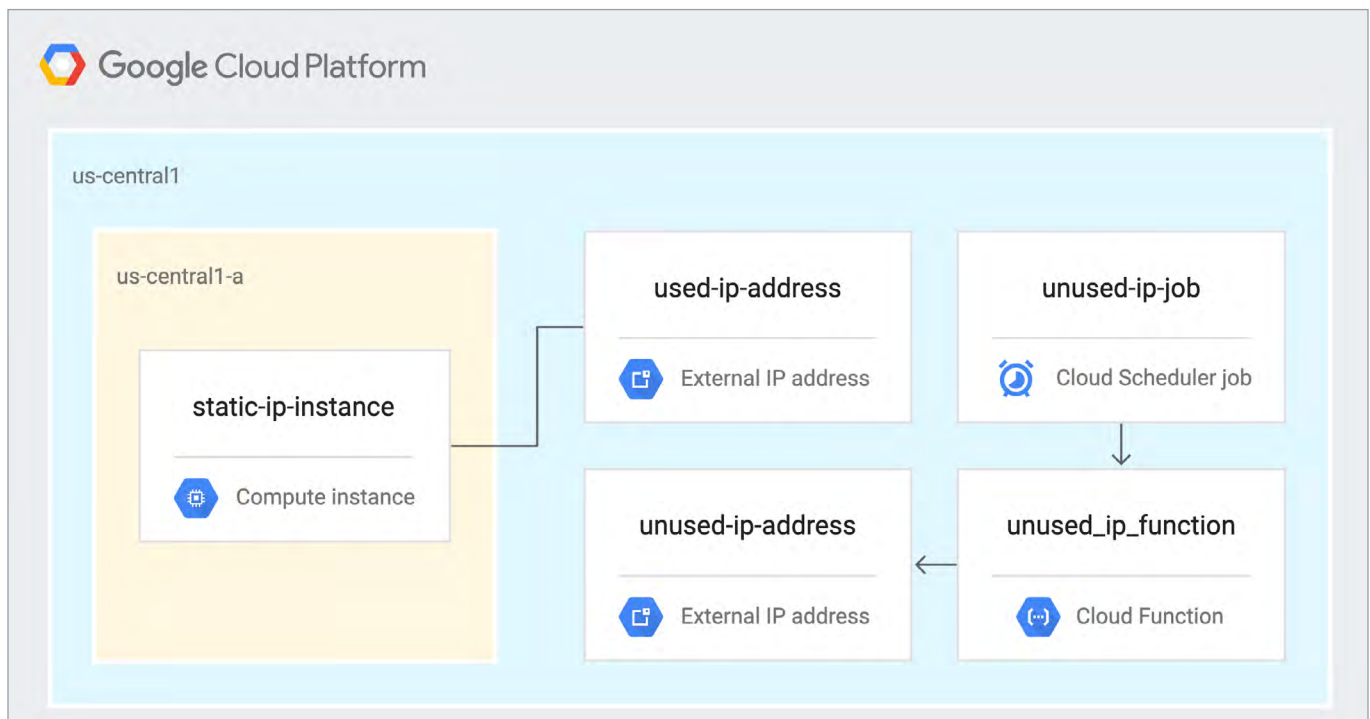 Google Cloud Platform
us-central1
us-central1-a
static-ip-instance
Compute instance
used-ip-address
External IP address
unused-ip-job
Cloud Scheduler job
unused-ip-address
External IP address
unused_ip_function
Cloud Function